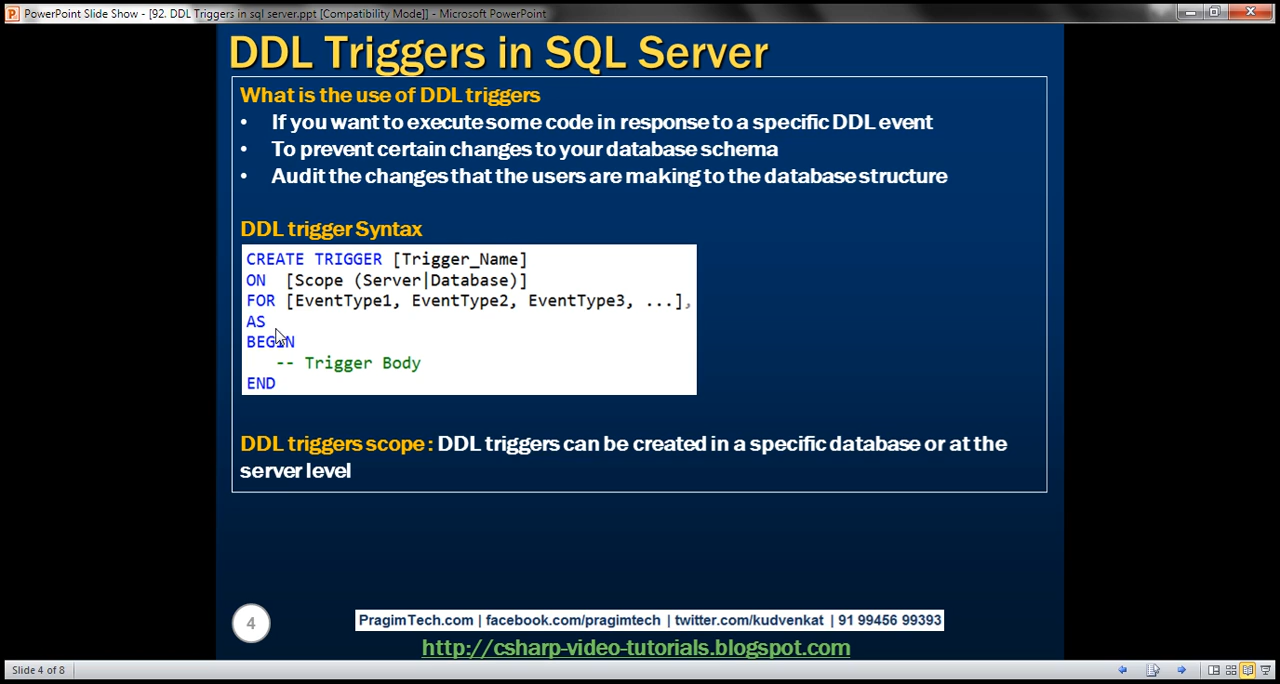 PowerPoint Slide Show - [92. DDL Triggers in sql server.ppt [Compatibility Mode]] - Microsoft PowerPoint
DDL Triggers in SQL Server
What is the use of DDL triggers
• If you want to execute some code in response to a specific DDL event
• To prevent certain changes to your database schema
• Audit the changes that the users are making to the database structure
DDL trigger Syntax
CREATE TRIGGER [Trigger_Name]
ON [Scope (Server|Database)]
FOR [EventType1, EventType2, EventType3, ...],
AS
BEGIN
-- Trigger Body
END
DDL triggers scope : DDL triggers can be created in a specific database or at the
server level
4
PragimTech.com | facebook.com/pragimtech | twitter.com/kudvenkat | 91 99456 99393
http://csharp-video-tutorials.blogspot.com
Slide 4 of 8